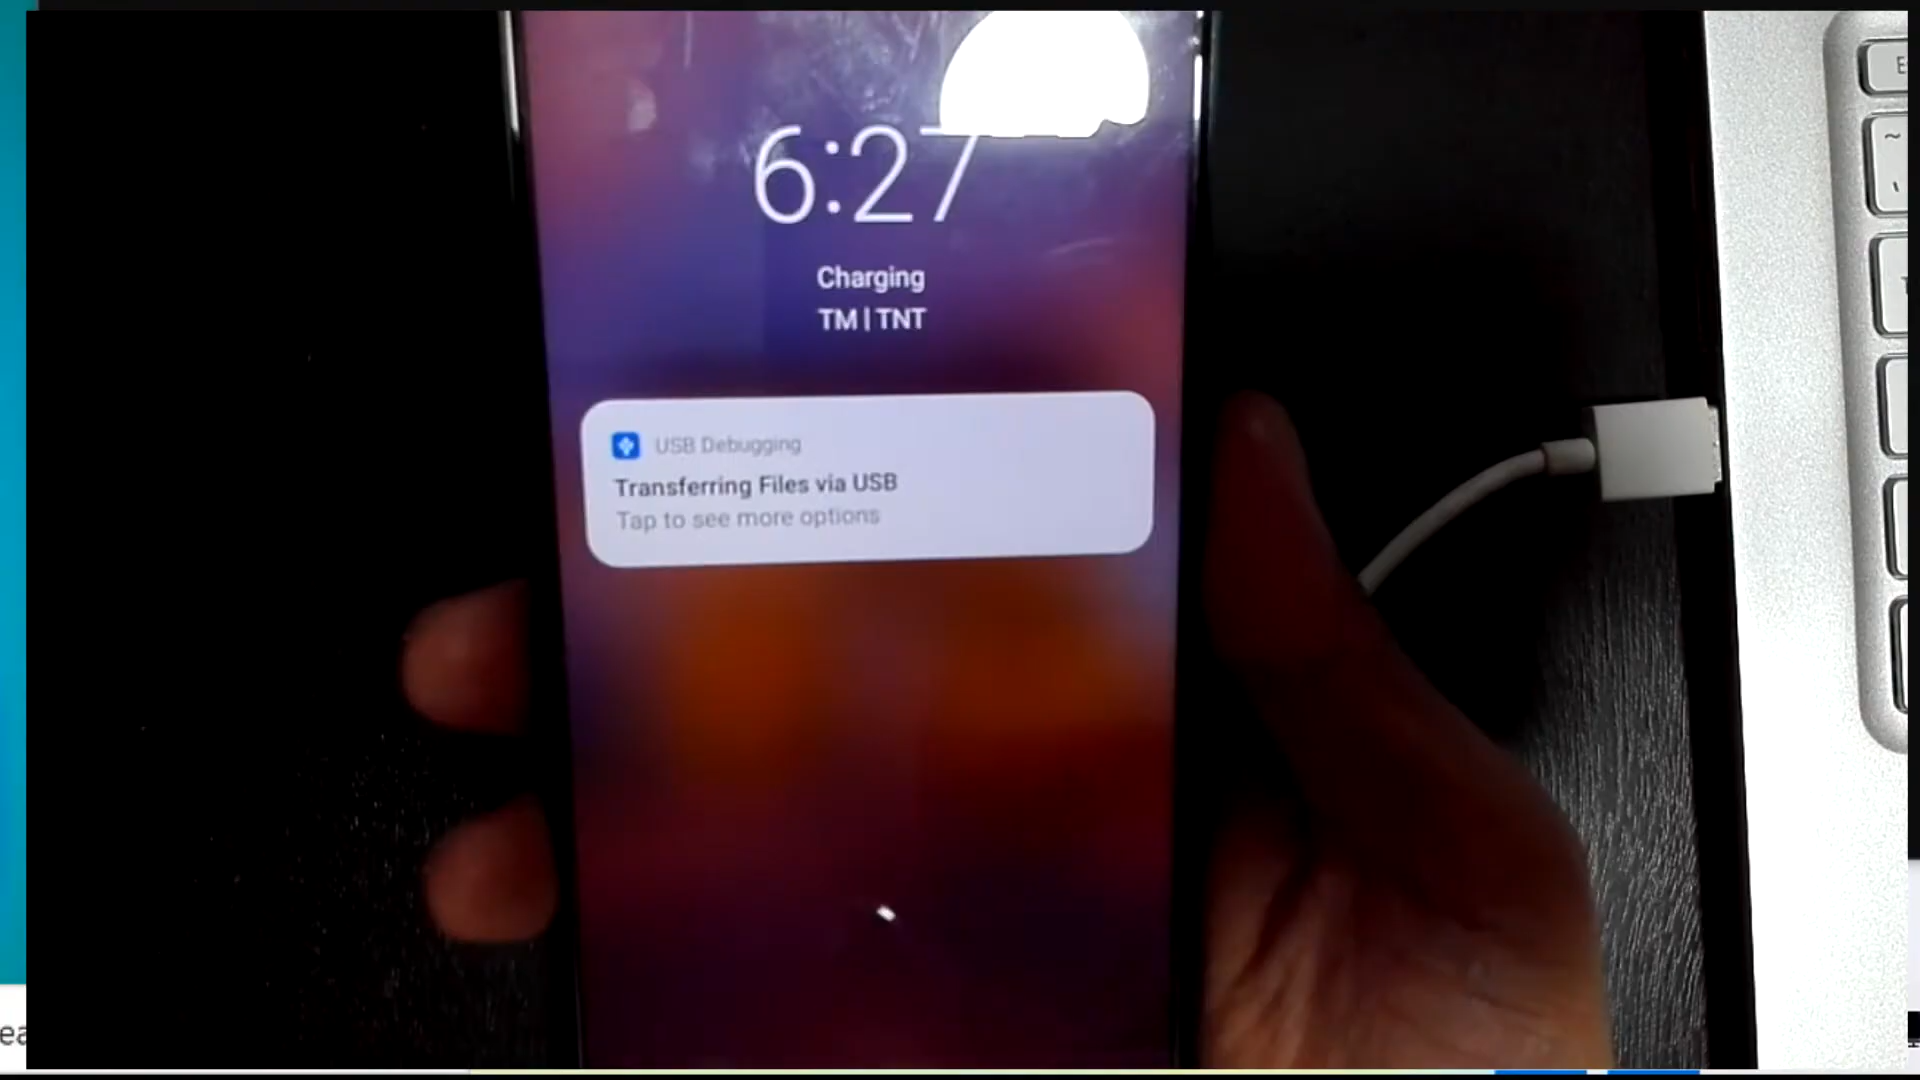 6:27
Charging
TM | TNT
USB Debugging
Transferring Files via USB
Tap to see more options
~